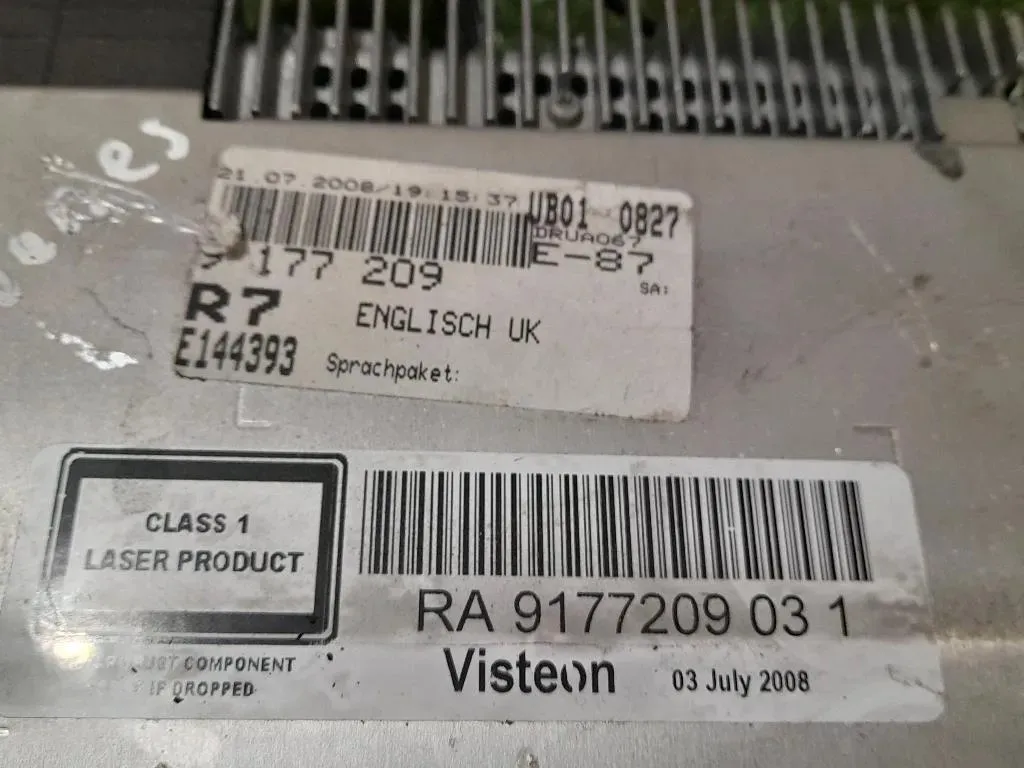 21.07.2008/19:15:37
UB01 0827
DRUA067
177 209
E-87
SA:
R7
ENGLISCH UK
E144393
Sprachpaket:
CLASS 1
LASER PRODUCT
RA 9177209 03 1
COMPONENT
IF DROPPED
Visteon
03 July 2008